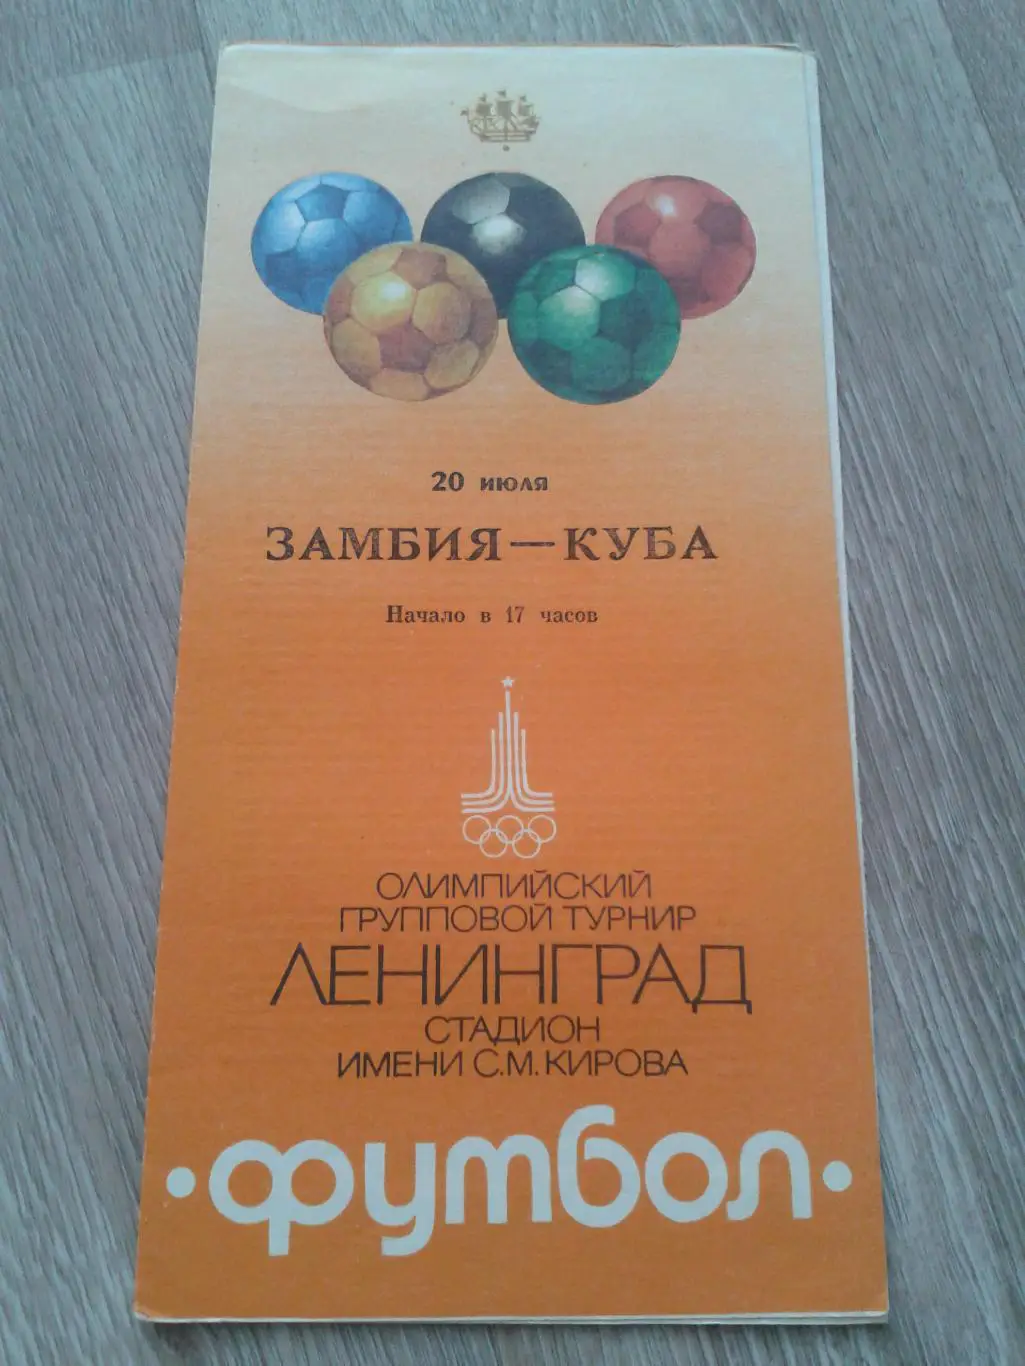 20 ИЮЛЯ
ЗАМБИЯ — КУБА
Начало в 17 часов
ОЛИМПИЙСКИЙ
ГРУППОВОЙ ТУРНИР
ЛЕНИНГРАД
СТАДИОН
ИМЕНИ С.М. КИРОВА
• футбол •